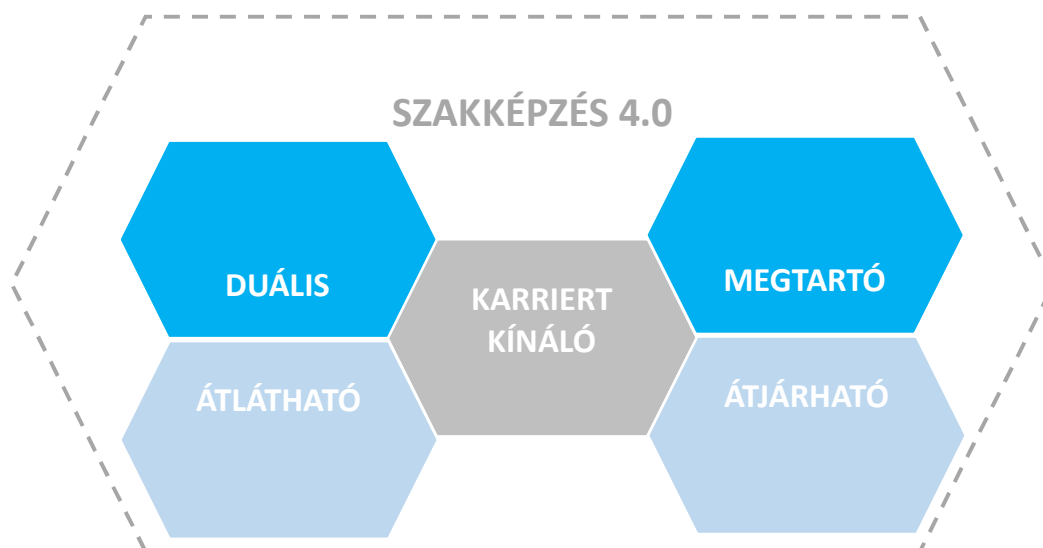 SZAKKÉPZÉS 4.0
DUÁLIS
KARRIERT
KÍNÁLÓ
MEGTARTÓ
ÁTLÁTHATÓ
ÁTJÁRHATÓ